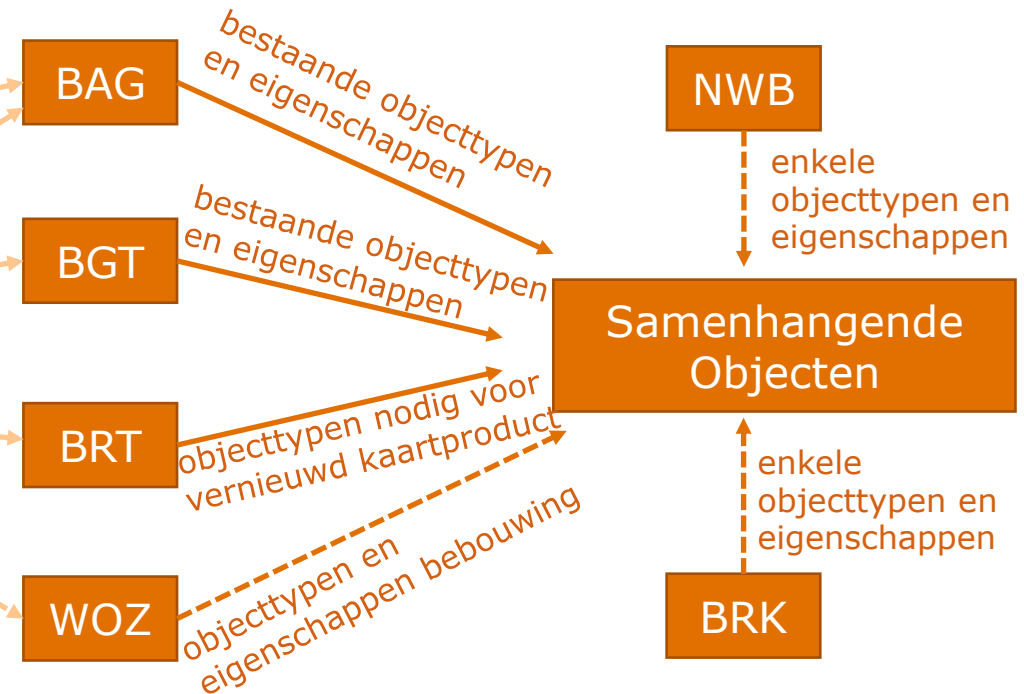 BAG
bestaande objecttypen
en eigenschappen
NWB
enkele
objecttypen en
eigenschappen
BGT
bestaande objecttypen
en eigenschappen
Samenhangende
Objecten
BRT
objecttypen nodig voor
vernieuwd kaartproduct
enkele
objecttypen en
eigenschappen
WOZ
objecttypen en
eigenschappen bebouwing
BRK